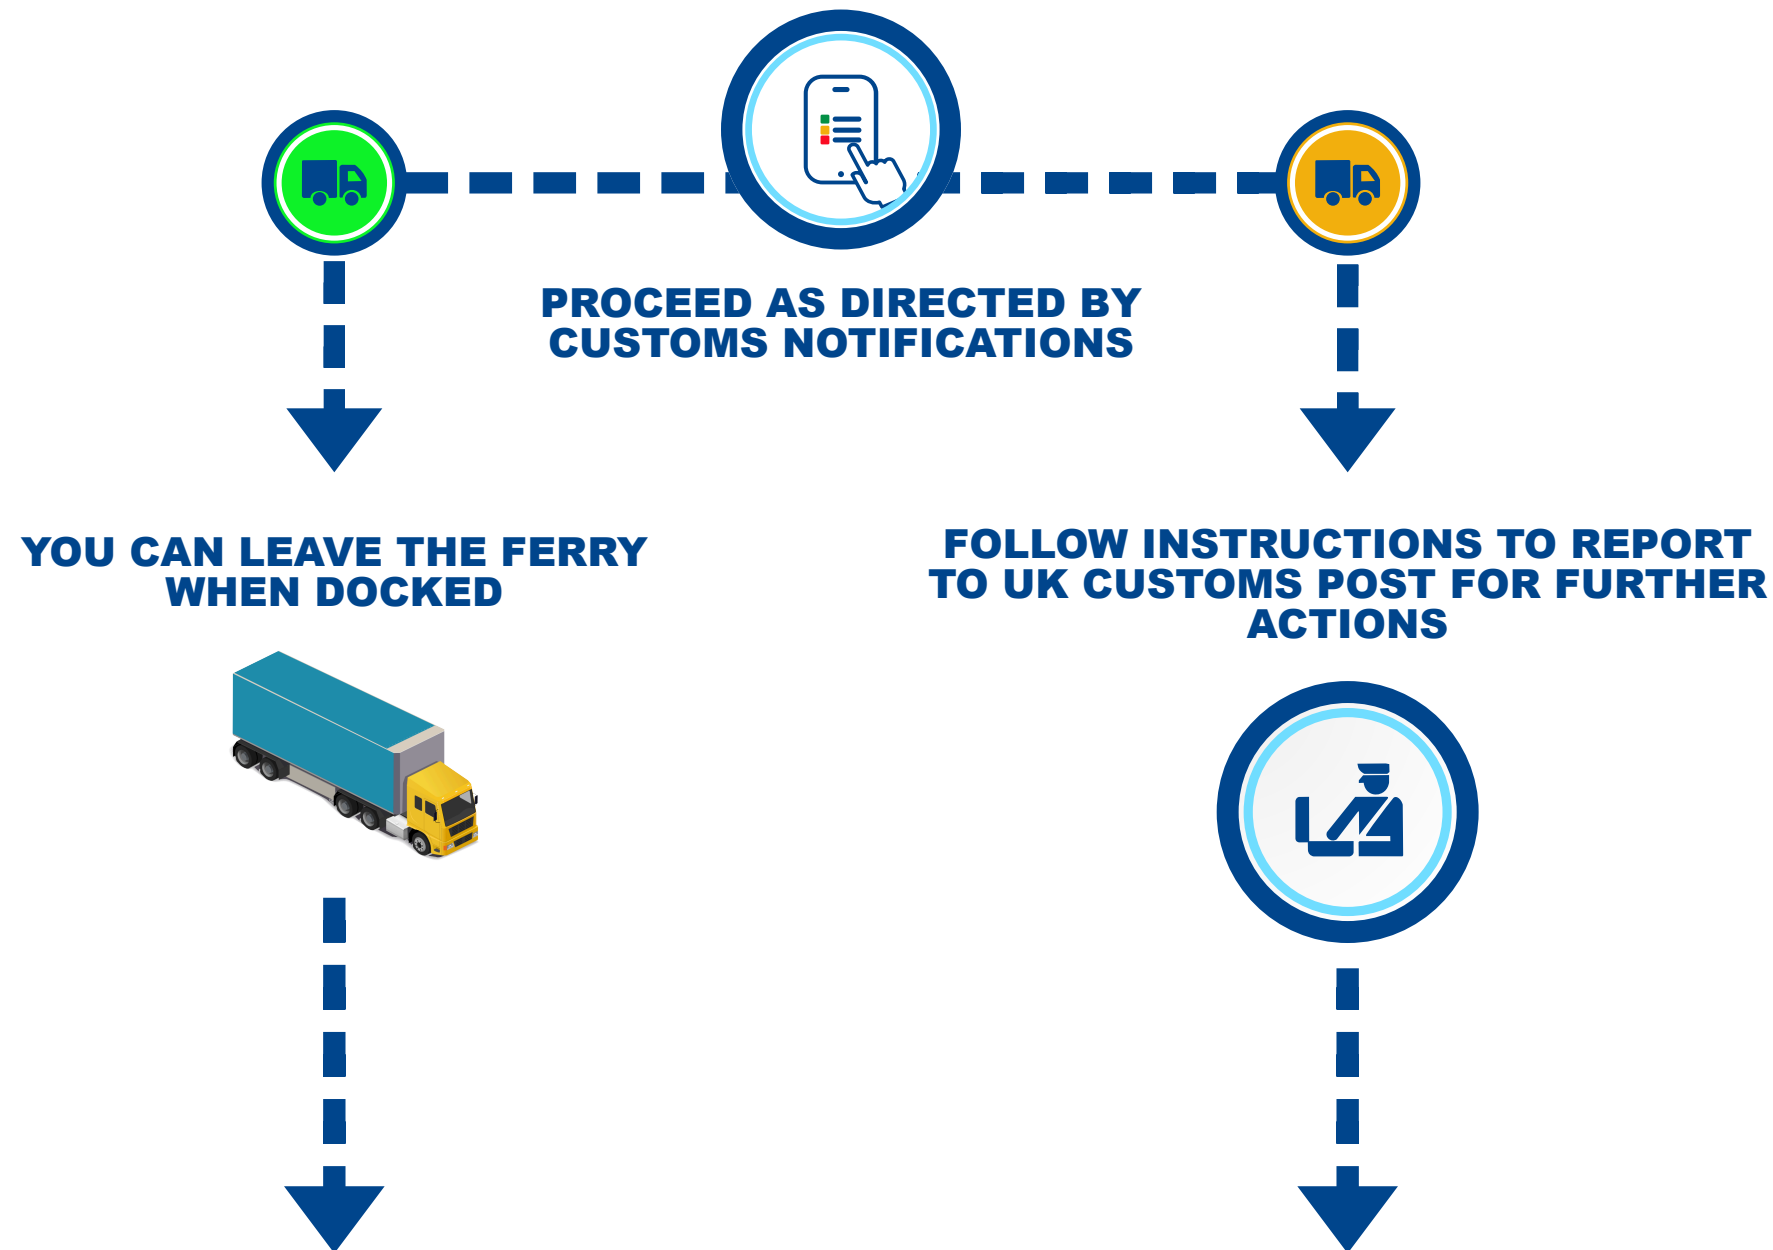 PROCEED AS DIRECTED BY
CUSTOMS NOTIFICATIONS
YOU CAN LEAVE THE FERRY
WHEN DOCKED
FOLLOW INSTRUCTIONS TO REPORT
TO UK CUSTOMS POST FOR FURTHER
ACTIONS